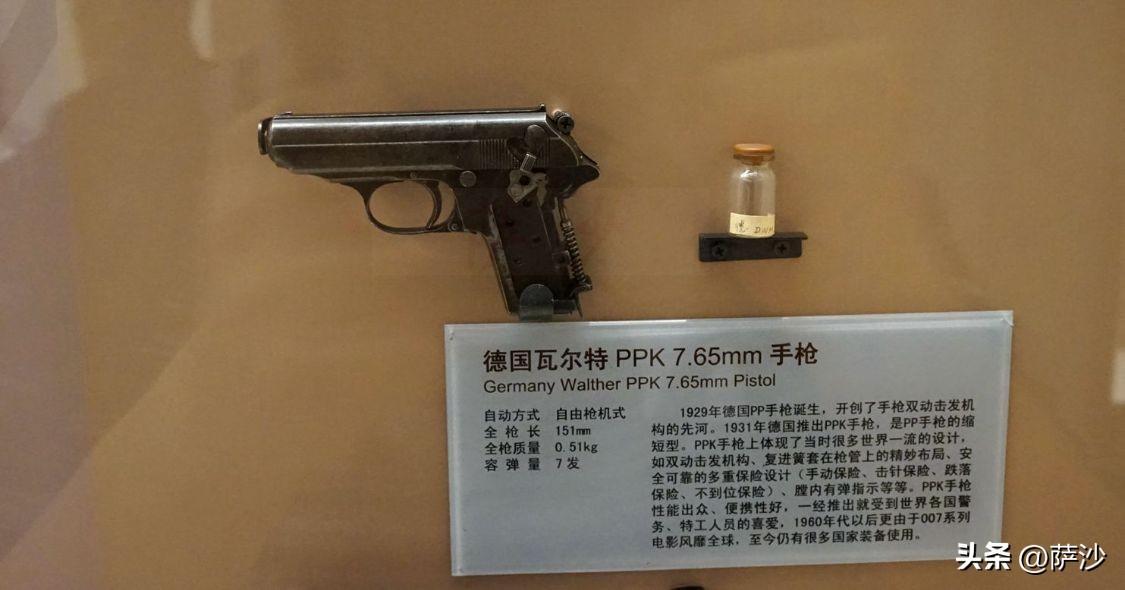 德国瓦尔特 PPK 7.65mm 手枪
Germany Walther PPK 7.65mm Pistol
自动方式 自由枪机式
全枪长 151mm
全枪质量 0.51kg
容弹量 7发
1929年德国PP手枪诞生，开创了手枪双动击发机
构的先河。1931年德国推出PPK手枪，是PP手枪的缩
短型。PPK手枪上体现了当时很多世界一流的设计，
如双动击发机构、复进簧套在枪管上的精妙布局、安
全可靠的多重保险设计（手动保险、击针保险、跌落
保险、不到位保险）、膛内有弹指示等等。PPK手枪
性能出众、便携性好，一经推出就受到世界各国警
务、特工人员的喜爱，1960年代以后更由于007系列
电影风靡全球，至今仍有很多国家装备使用。
头条 @萨沙